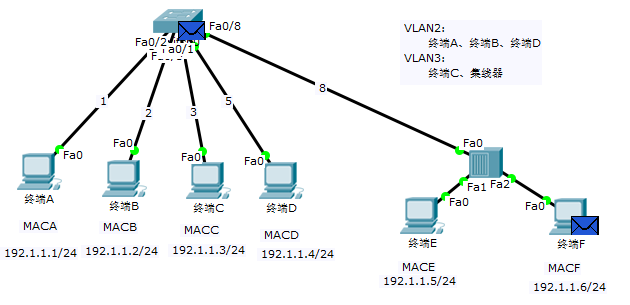 Fa0/8
Fa0/2
Fa0/1
VLAN2：
终端A、终端B、终端D
VLAN3：
终端C、集线器
1
2
3
5
8
Fa0
Fa0
Fa0
Fa0
Fa0
Fa1
Fa2
Fa0
Fa0
终端A
终端B
终端C
终端D
终端E
终端F
MACA
MACB
MACC
MACD
MACE
MACF
192.1.1.1/24
192.1.1.2/24
192.1.1.3/24
192.1.1.4/24
192.1.1.5/24
192.1.1.6/24